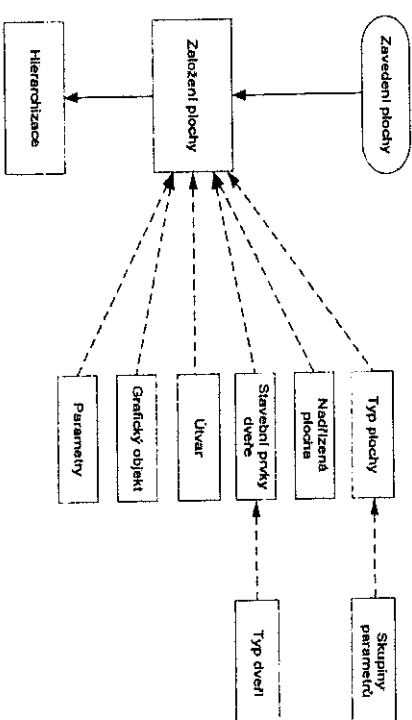 Zavedení plochy
Založení plochy
Hierarchizace
Typ plochy
Nadřízená
plocha
Stavební prvky
dveře
Útvar
Grafický objekt
Parametry
Skupiny
parametrů
Typ dveří